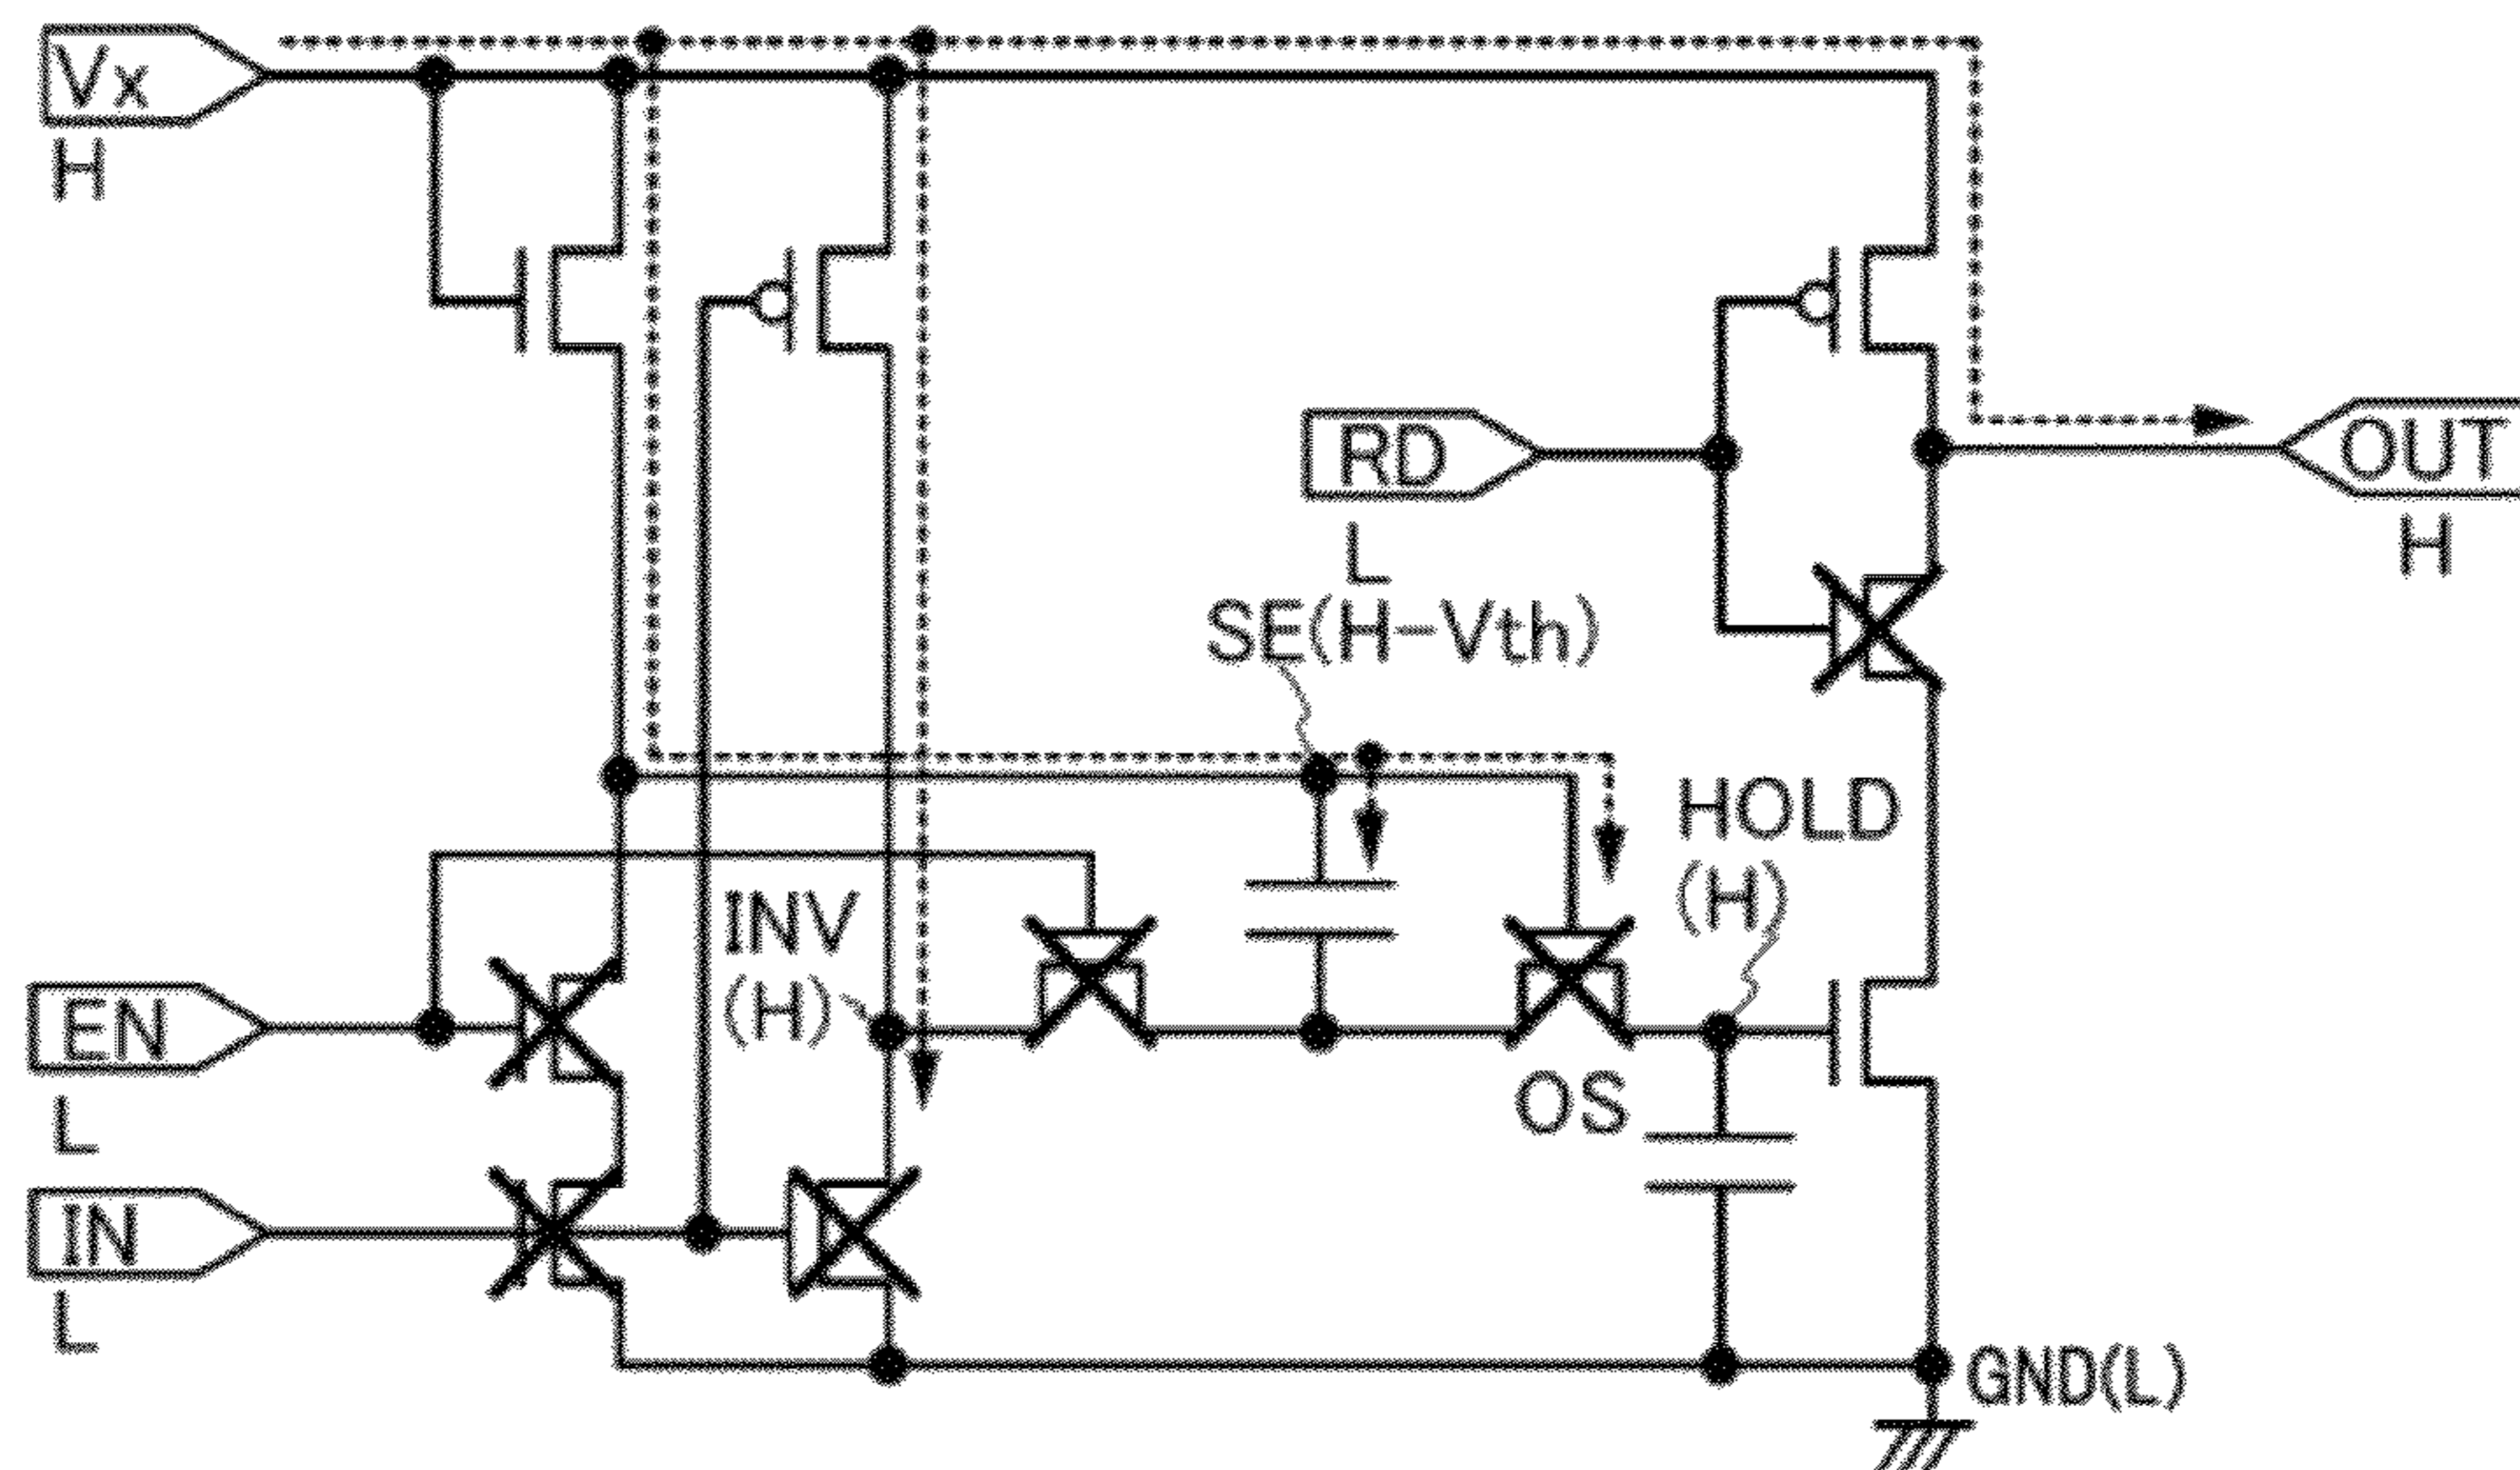 Vx
H
RD
L
OUT
H
SE(H-Vth)
HOLD
(H)
INV
(H)
EN
L
OS
IN
L
GND(L)